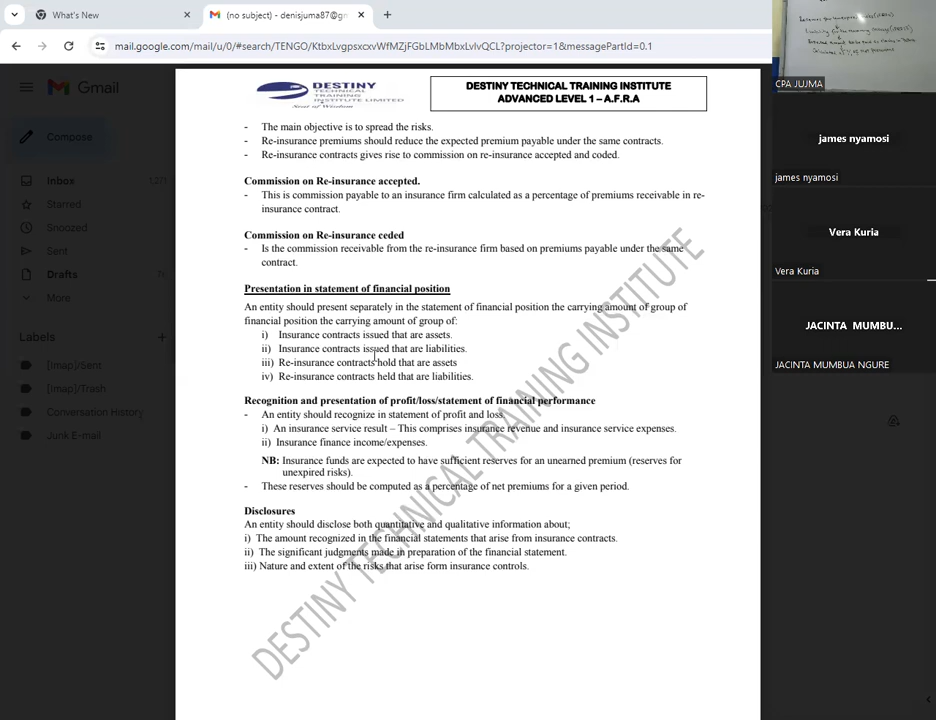 What's New
(no subject) - denisjuma87@gm
mail.google.com/mail/u/0/#search/TENGO/KtbxLvgpsxcxvWfMZjFGbLMbMbxLvlvQCL?projector=1&messagePartId=0.1
Gmail
Compose
Inbox 1,271
Starred
Snoozed
Sent
Drafts
More
Labels
[Imap]/Sent
[Imap]/Trash
Conversation History
Junk E-mail
DESTINY
TECHNICAL
TRAINING
INSTITUTE LIMITED
DESTINY TECHNICAL TRAINING INSTITUTE
ADVANCED LEVEL 1 – A.F.R.A
- The main objective is to spread the risks.
- Re-insurance premiums should reduce the expected premium payable under the same contracts.
- Re-insurance contracts gives rise to commission on re-insurance accepted and coded.
Commission on Re-insurance accepted.
- This is commission payable to an insurance firm calculated as a percentage of premiums receivable in re-
insurance contract.
Commission on Re-insurance ceded
- Is the commission receivable from the re-insurance firm based on premiums payable under the same
contract.
Presentation in statement of financial position
An entity should present separately in the statement of financial position the carrying amount of group of
financial position the carrying amount of group of:
i) Insurance contracts issued that are assets.
ii) Insurance contracts issued that are liabilities.
iii) Re-insurance contracts hold that are assets
iv) Re-insurance contracts held that are liabilities.
Recognition and presentation of profit/loss/statement of financial performance
- An entity should recognize in statement of profit and loss.
i) An insurance service result – This comprises insurance revenue and insurance service expenses.
ii) Insurance finance income/expenses.
NB: Insurance funds are expected to have sufficient reserves for an unearned premium (reserves for
unexpired risks).
- These reserves should be computed as a percentage of net premiums for a given period.
Disclosures
An entity should disclose both quantitative and qualitative information about;
i) The amount recognized in the financial statements that arise from insurance contracts.
ii) The significant judgments made in preparation of the financial statement.
iii) Nature and extent of the risks that arise form insurance controls.
DESTINY TECHNICAL TRAINING INSTITUTE
CPA JUJMA
james nyamosi
james nyamosi
Vera Kuria
Vera Kuria
JACINTA MUMBU...
JACINTA MUMBUA NGURE